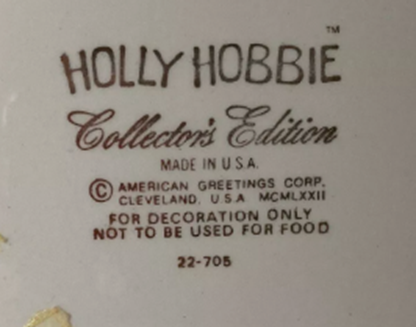 HOLLY HOBBIE™
Collector's Edition
MADE IN U.S.A.
© AMERICAN GREETINGS CORP.
CLEVELAND, U.S.A. MCMLXXII
FOR DECORATION ONLY
NOT TO BE USED FOR FOOD
22-705